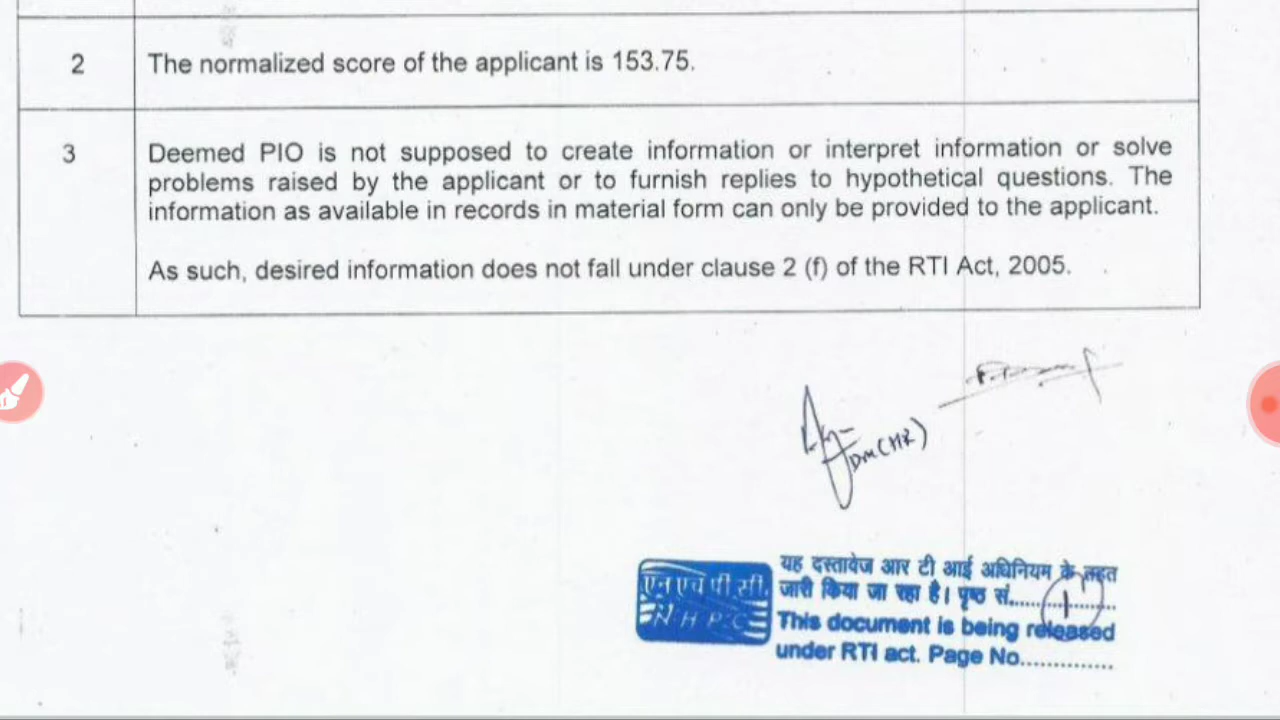 2
The normalized score of the applicant is 153.75.
3
Deemed PIO is not supposed to create information or interpret information or solve
problems raised by the applicant or to furnish replies to hypothetical questions. The
information as available in records in material form can only be provided to the applicant.
As such, desired information does not fall under clause 2 (f) of the RTI Act, 2005.
DM(HR)
एन एच पी सी
NHPC
यह दस्तावेज आर टी आई अधिनियम के तहत
जारी किया जा रहा है। पृष्ठ सं..................
1
This document is being released
under RTI act. Page No..............